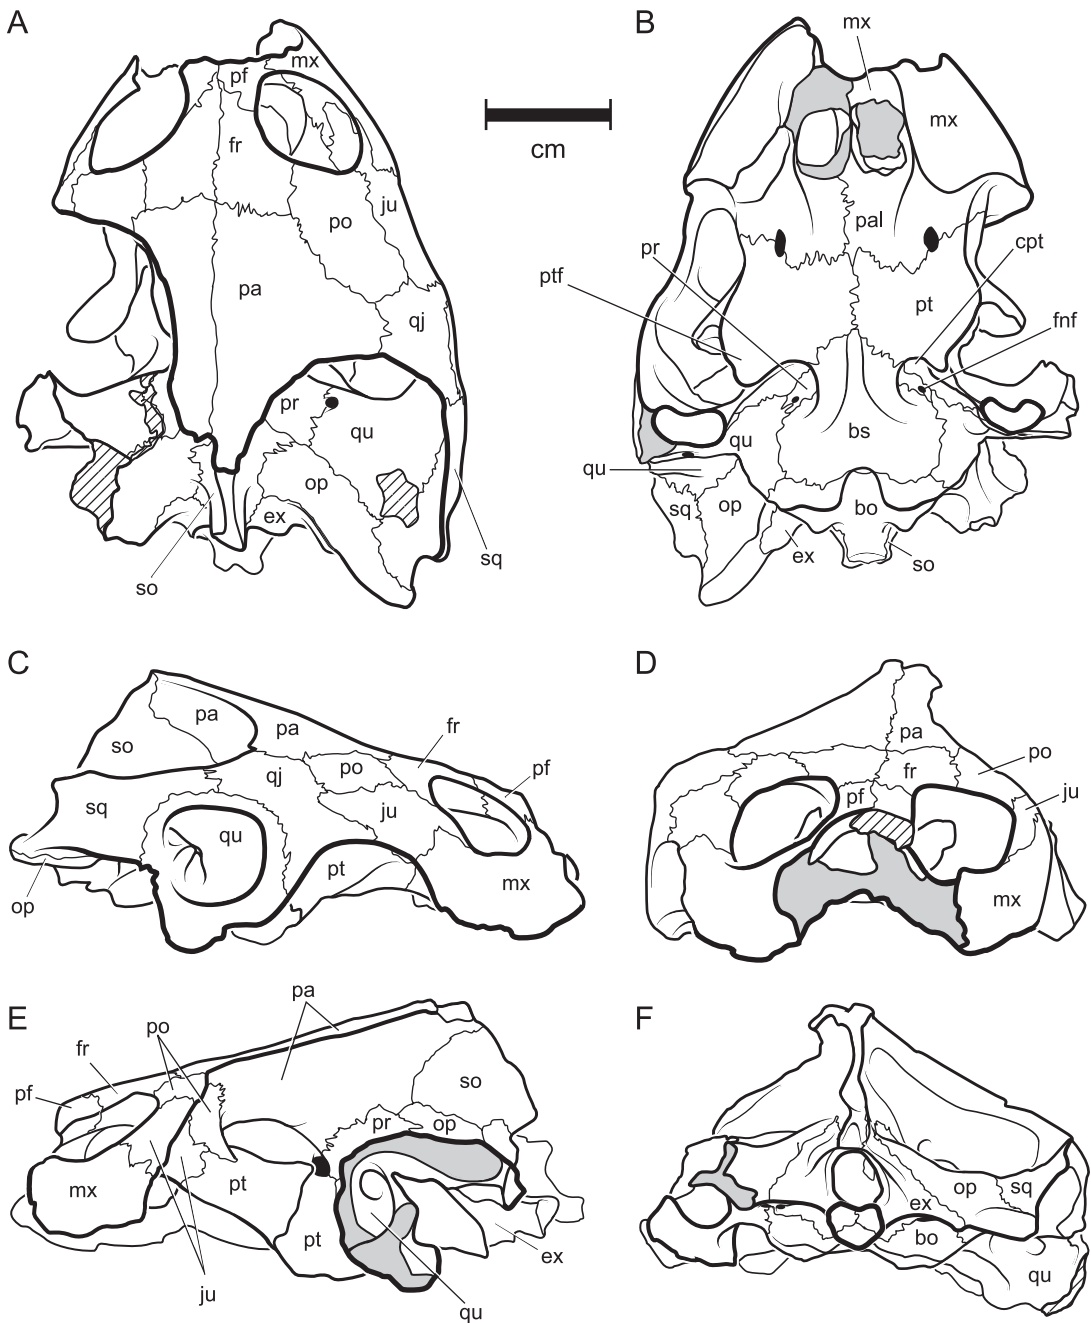 A
mx
pf
fr
ju
po
pa
qj
pr
qu
op
ex
so
sq
cm
B
mx
mx
pal
cpt
pr
ptf
pt
fnf
bs
qu
qu
sq
op
bo
ex
so
C
pa
pa
so
fr
qj
po
pf
sq
ju
qu
pt
mx
op
D
pa
po
fr
pf
ju
mx
E
pa
po
fr
pf
so
pr
op
mx
pt
pt
ex
ju
qu
F
op
sq
ex
bo
qu